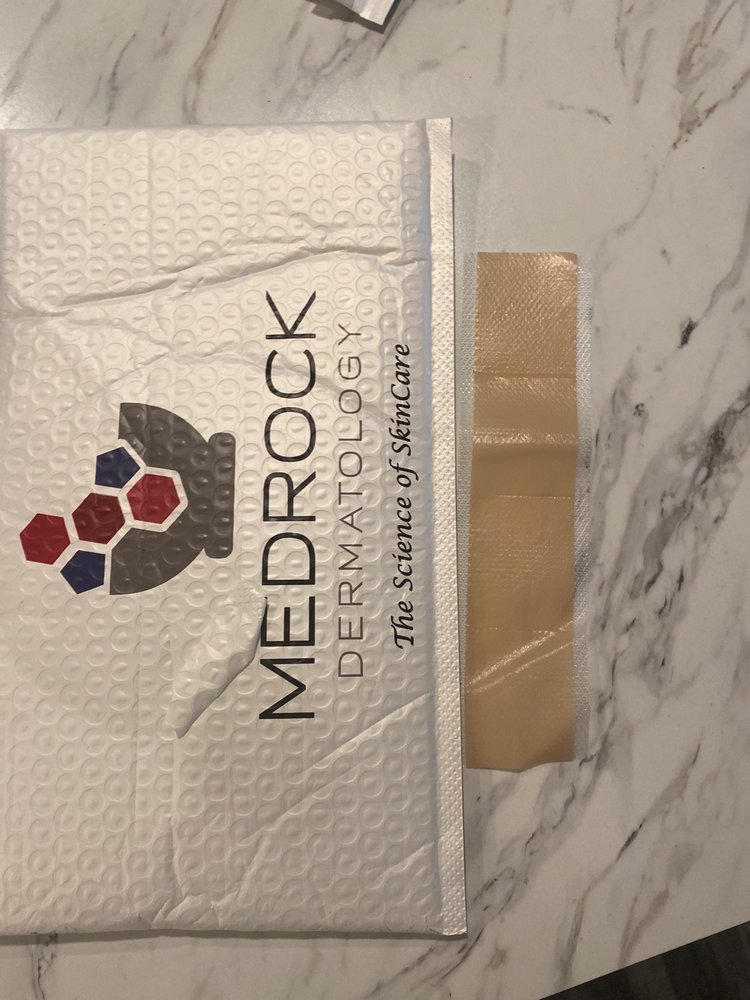 MEDROCK
DERMATOLOGY
The Science of SkinCare